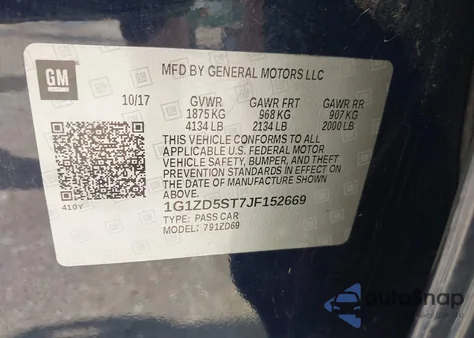 GM
MFD BY GENERAL MOTORS LLC
10/17 GVWR GAWR FRT GAWR RR
1875 KG 968 KG 907 KG
4134 LB 2134 LB 2000 LB
THIS VEHICLE CONFORMS TO ALL
APPLICABLE U.S. FEDERAL MOTOR
VEHICLE SAFETY, BUMPER, AND THEFT
PREVENTION STANDARDS IN EFFECT ON
THE DATE OF MANUFACTURE SHOWN
ABOVE.
410Y 1G1ZD5ST7JF152669
TYPE: PASS CAR
MODEL: 791ZD69
autosnap